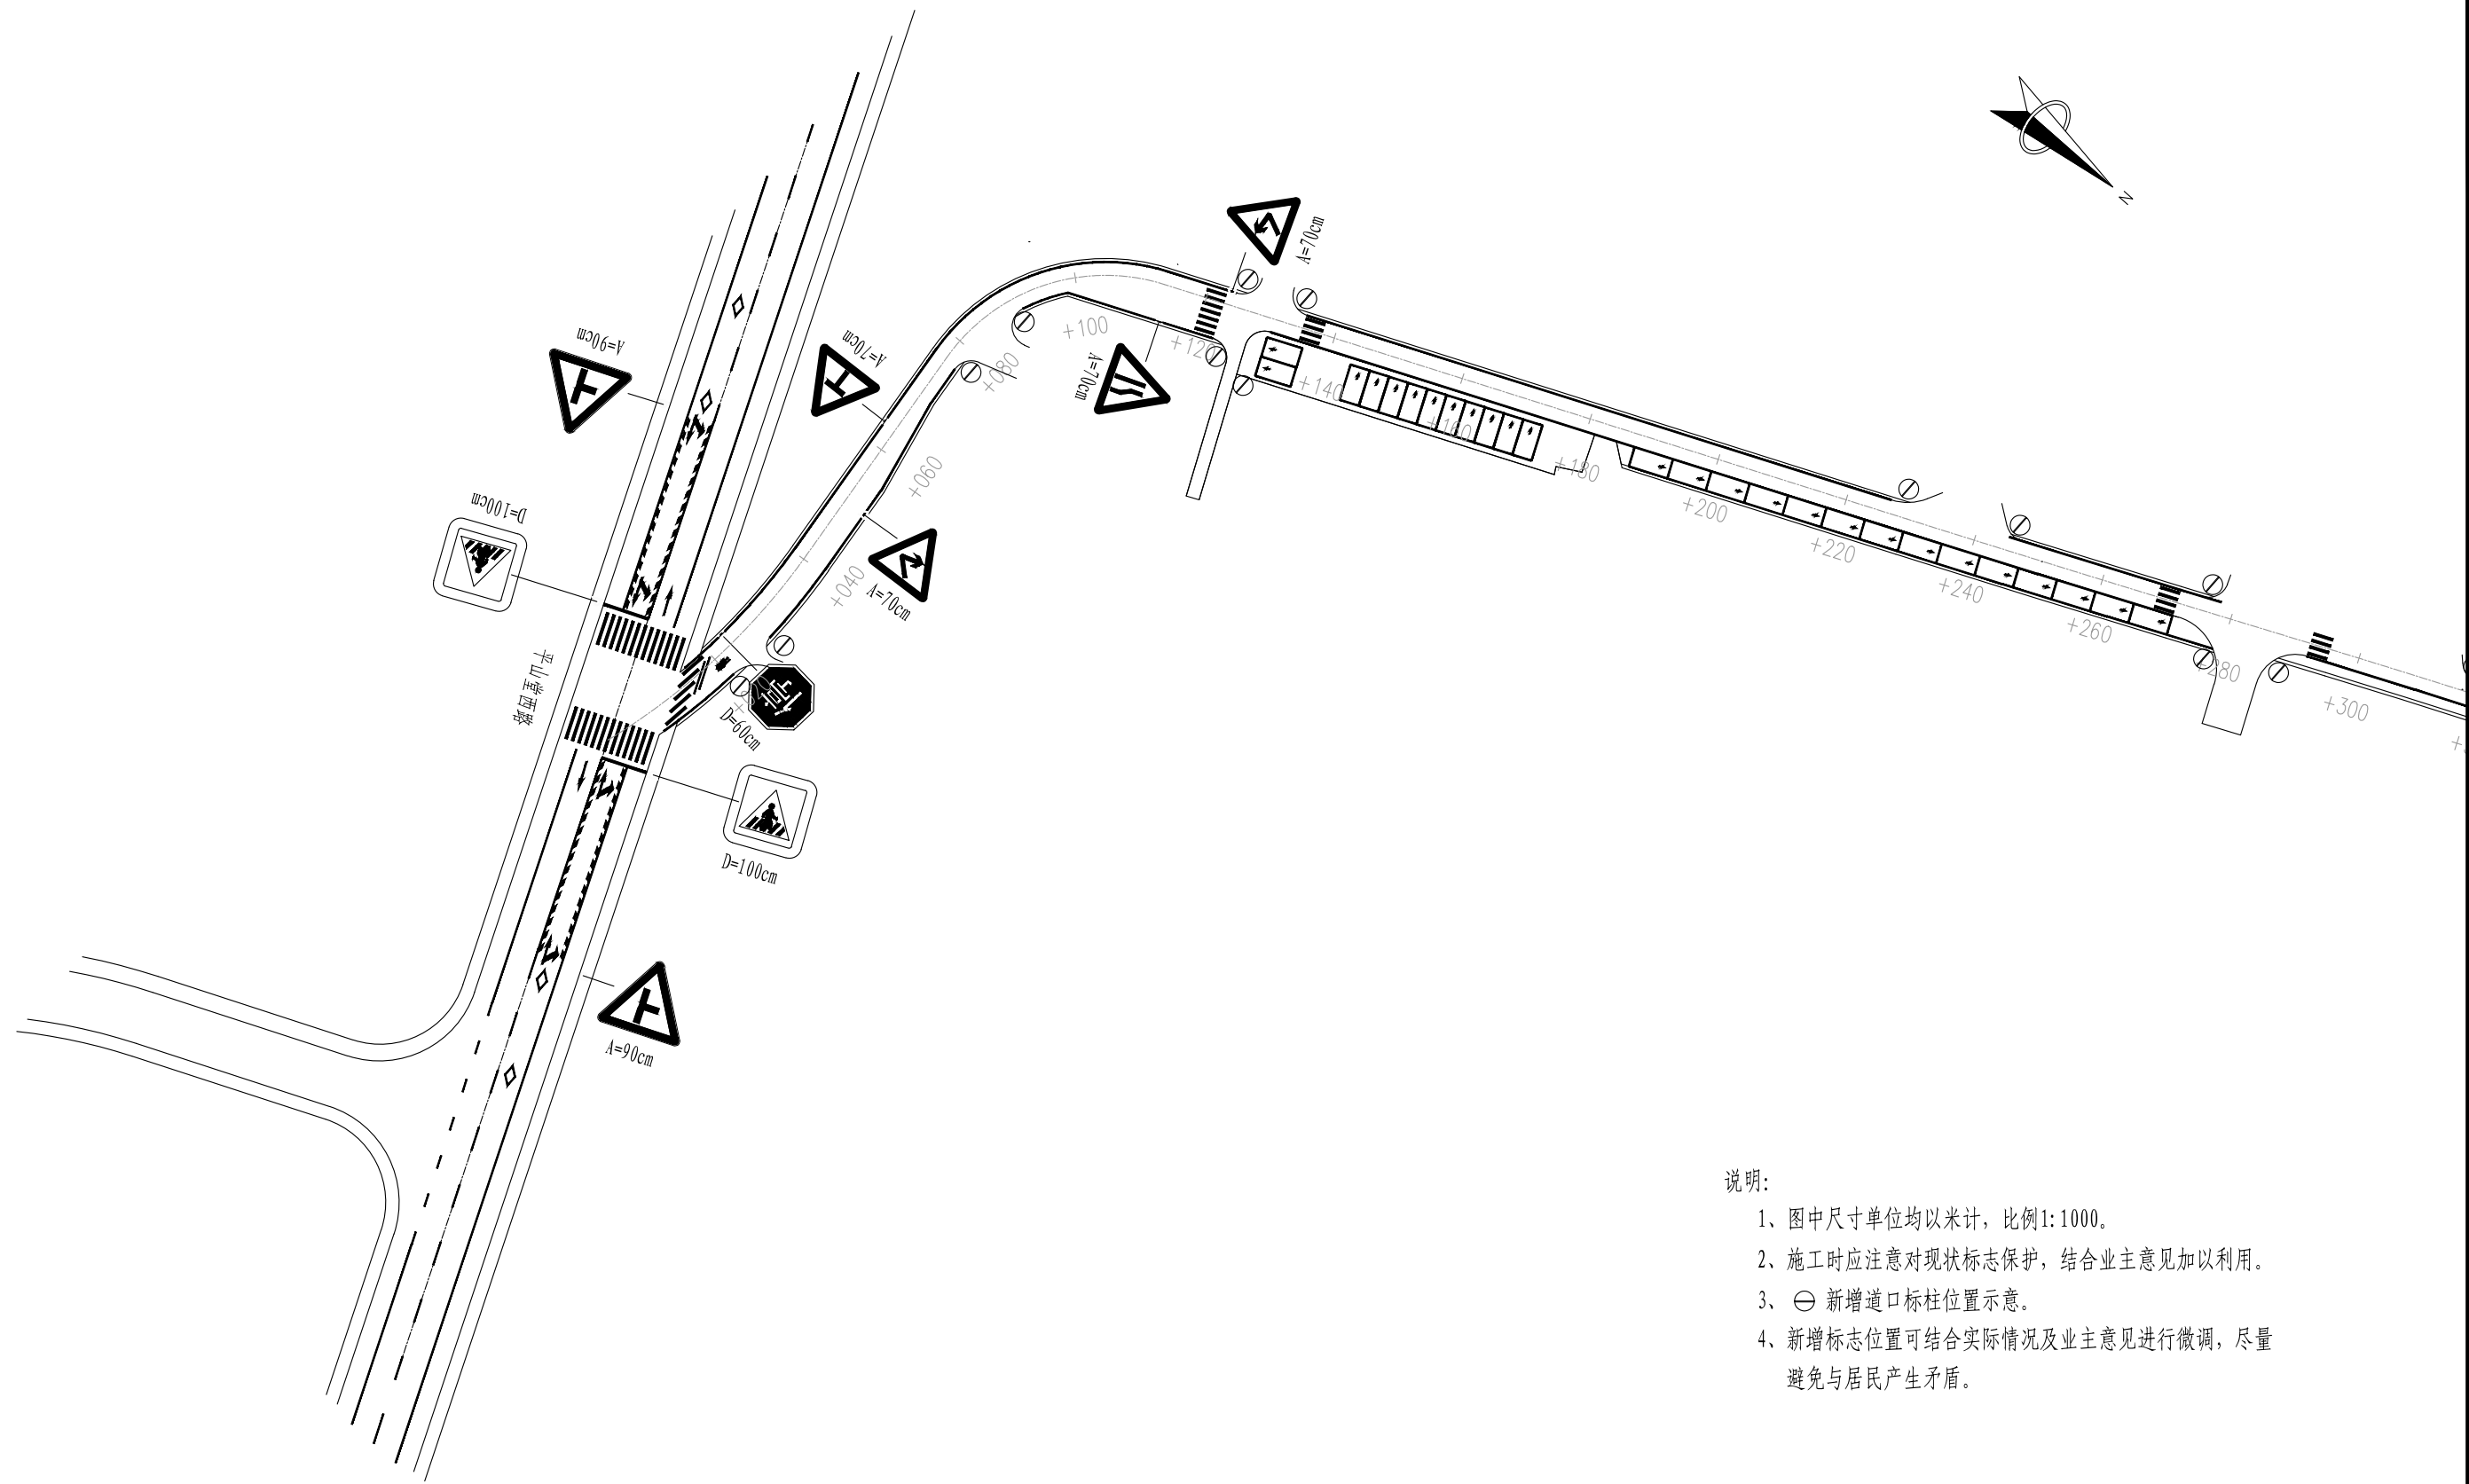 N
A=70cm
A=90cm
A=70cm
A=70cm
+100
+120
+080
+140
+160
+180
+060
+200
+220
+040
+240
+260
+300
A=70cm
D=100cm
平山堂西路
停
D=60cm
D=100cm
A=90cm
说明：
1、图中尺寸单位均以米计，比例1:1000。
2、施工时应注意对现状标志保护，结合业主意见加以利用。
3、 新增道口标柱位置示意。
4、新增标志位置可结合实际情况及业主意见进行微调，尽量
避免与居民产生矛盾。